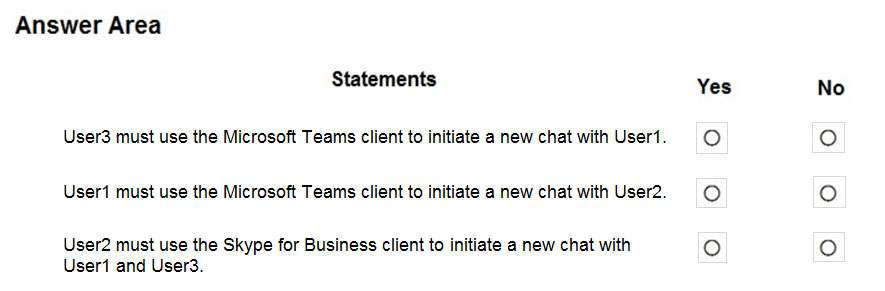 Answer Area
Statements Yes No
User3 must use the Microsoft Teams client to initiate a new chat with User1.
User1 must use the Microsoft Teams client to initiate a new chat with User2.
User2 must use the Skype for Business client to initiate a new chat with
User1 and User3.